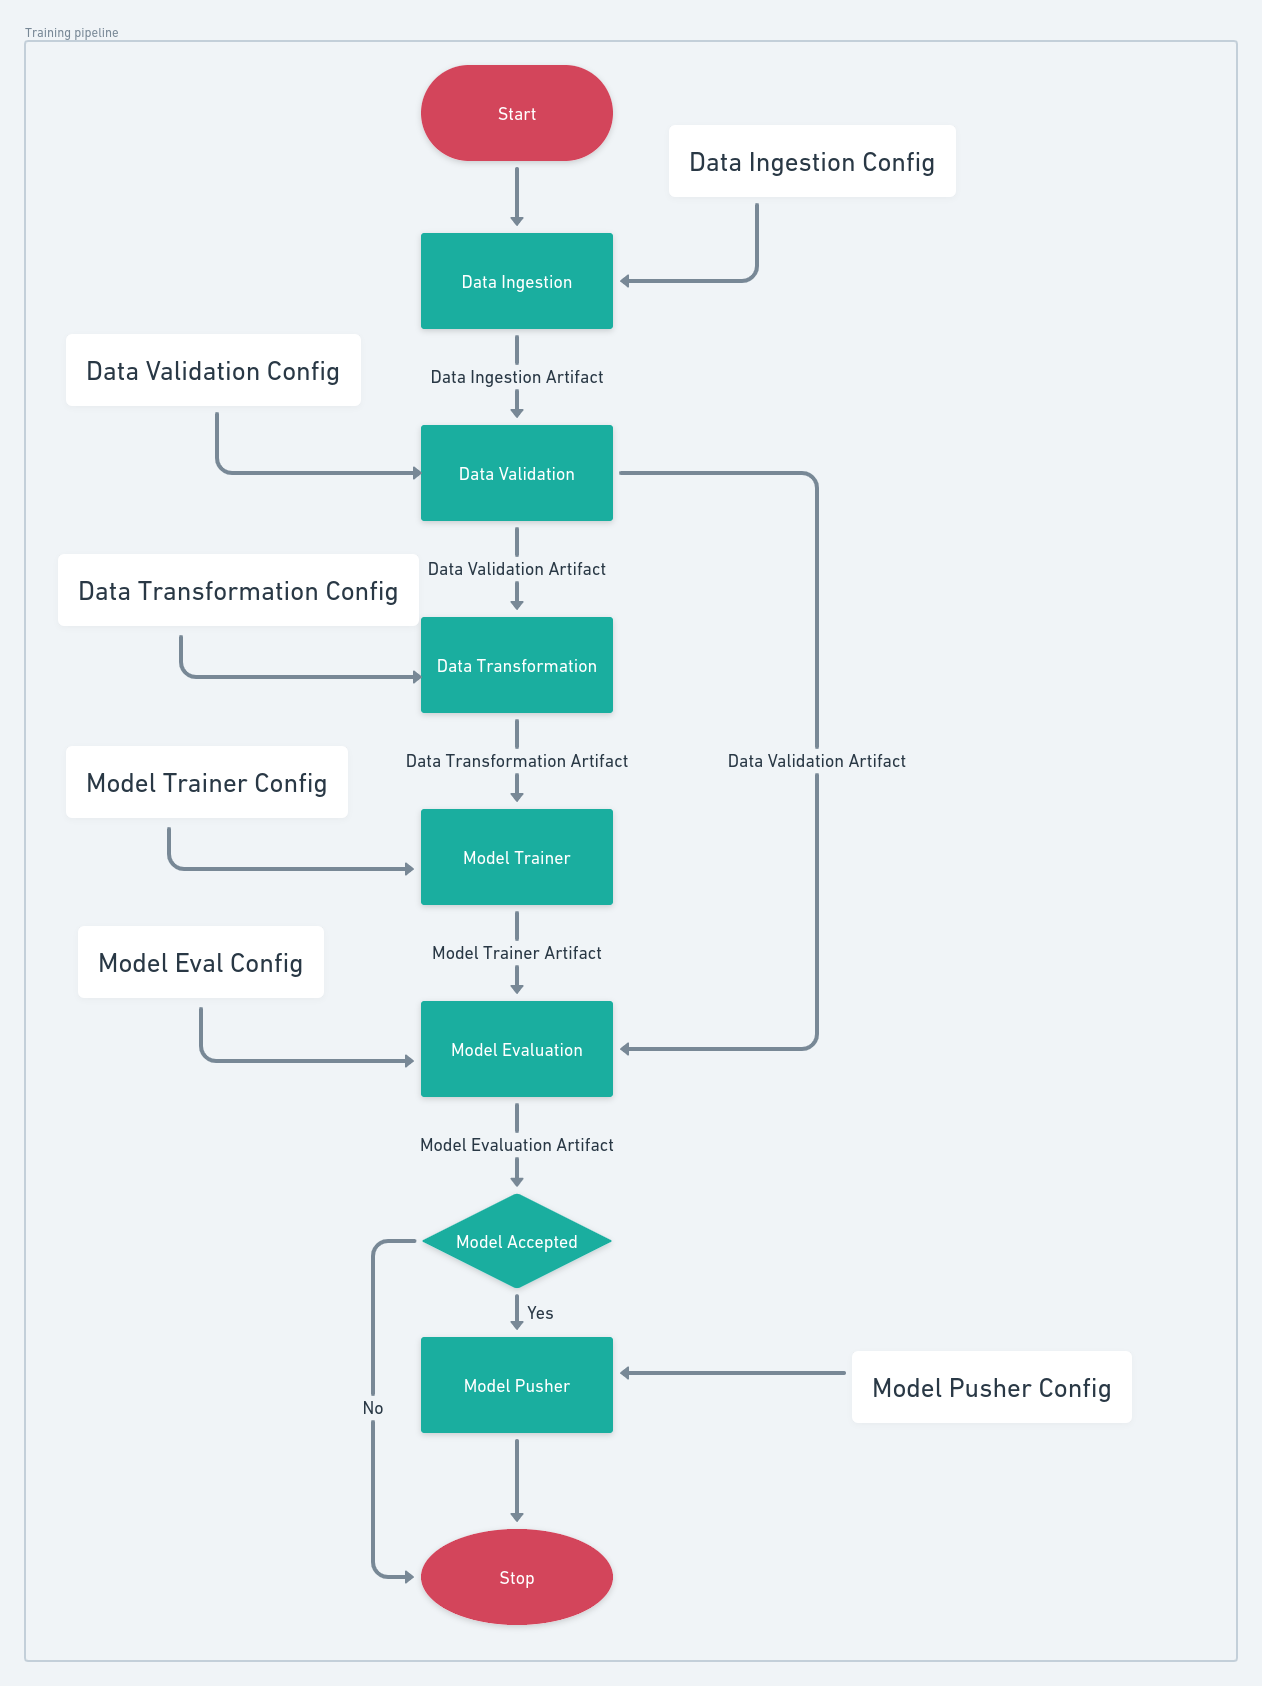 Training pipeline
Start
Data Ingestion Config
Data Ingestion
Data Validation Config
Data Ingestion Artifact
Data Validation
Data Transformation Config
Data Validation Artifact
Data Transformation
Model Trainer Config
Data Transformation Artifact
Data Validation Artifact
Model Trainer
Model Eval Config
Model Trainer Artifact
Model Evaluation
Model Evaluation Artifact
Model Accepted
Yes
Model Pusher
Model Pusher Config
No
Stop